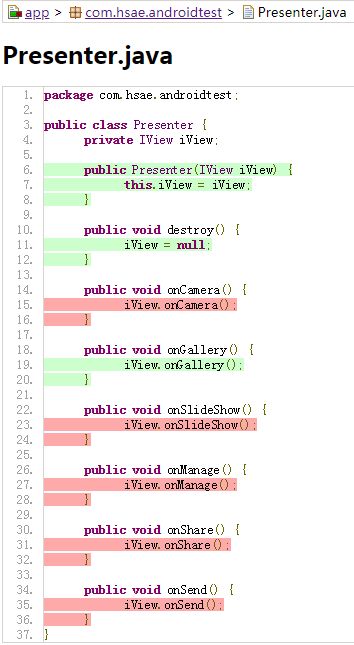 app > com.hsae.androidtest > Presenter.java
Presenter.java
1. package com.hsae.androidtest;
2.
3. public class Presenter {
4. private IView iView;
5.
6. public Presenter(IView iView) {
7. this.iView = iView;
8. }
9.
10. public void destroy() {
11. iView = null;
12. }
13.
14. public void onCamera() {
15. iView.onCamera();
16. }
17.
18. public void onGallery() {
19. iView.onGallery();
20. }
21.
22. public void onSlideShow() {
23. iView.onSlideShow();
24. }
25.
26. public void onManage() {
27. iView.onManage();
28. }
29.
30. public void onShare() {
31. iView.onShare();
32. }
33.
34. public void onSend() {
35. iView.onSend();
36. }
37. }